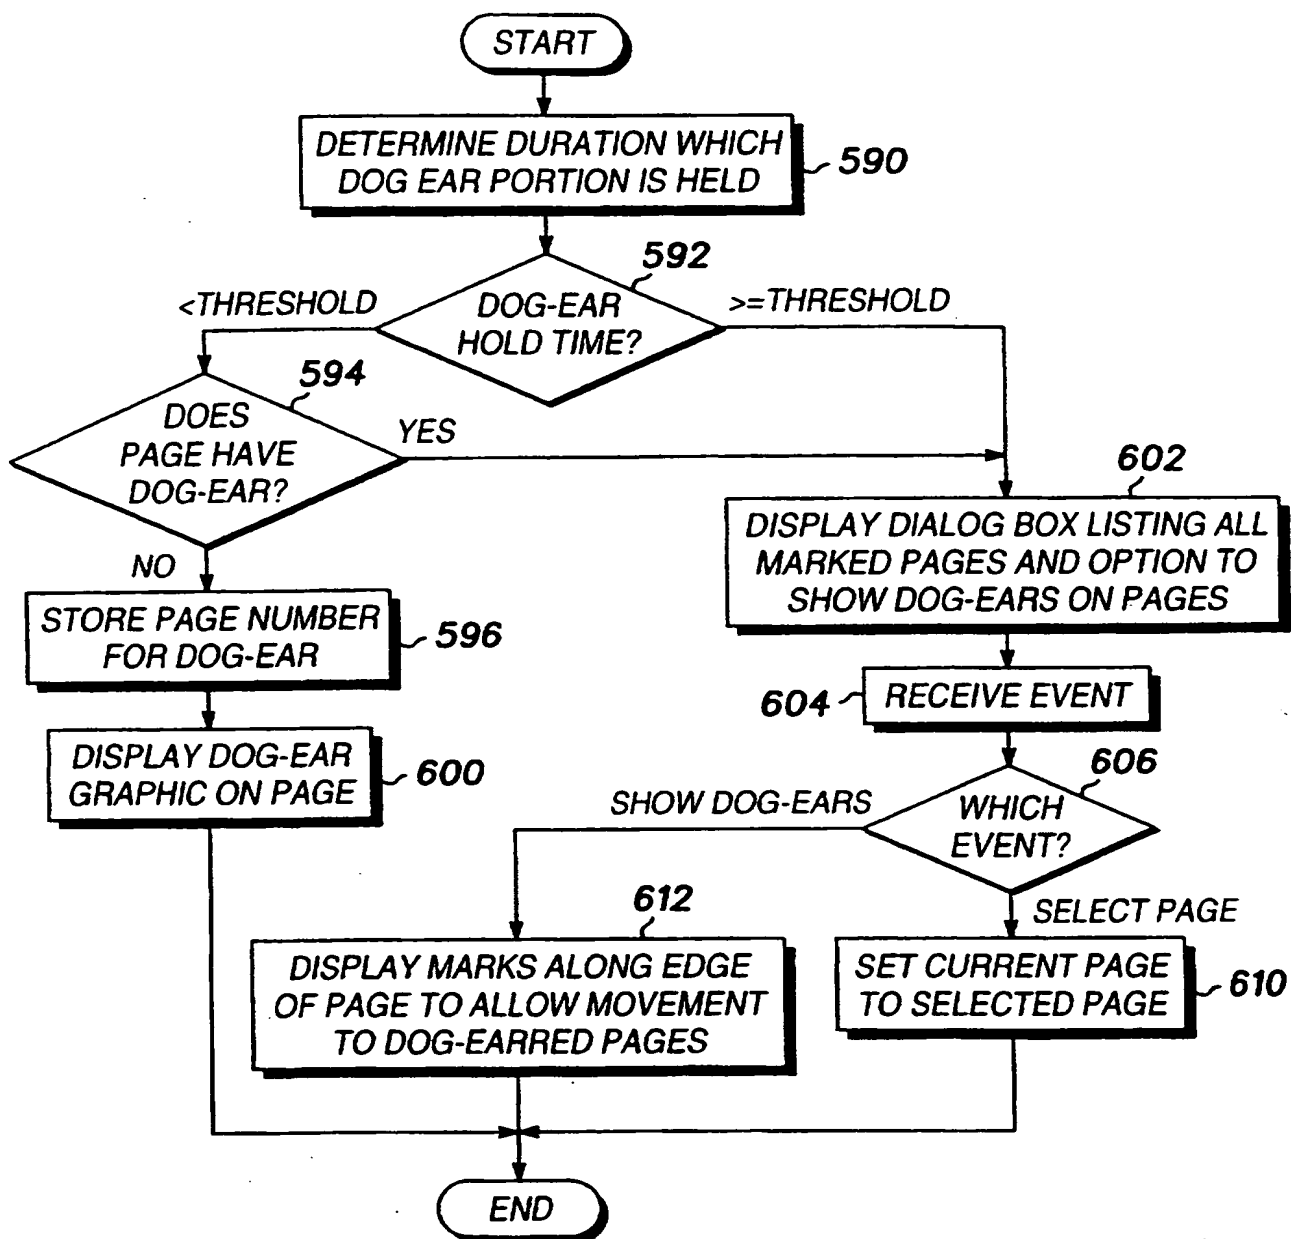 START
DETERMINE DURATION WHICH
DOG EAR PORTION IS HELD
590
592
<THRESHOLD
DOG-EAR
HOLD TIME?
>=THRESHOLD
594
DOES
PAGE HAVE
DOG-EAR?
YES
NO
602
DISPLAY DIALOG BOX LISTING ALL
MARKED PAGES AND OPTION TO
SHOW DOG-EARS ON PAGES
STORE PAGE NUMBER
FOR DOG-EAR
596
604
RECEIVE EVENT
DISPLAY DOG-EAR
GRAPHIC ON PAGE
600
606
SHOW DOG-EARS
WHICH
EVENT?
SELECT PAGE
612
DISPLAY MARKS ALONG EDGE
OF PAGE TO ALLOW MOVEMENT
TO DOG-EARRED PAGES
SET CURRENT PAGE
TO SELECTED PAGE
610
END